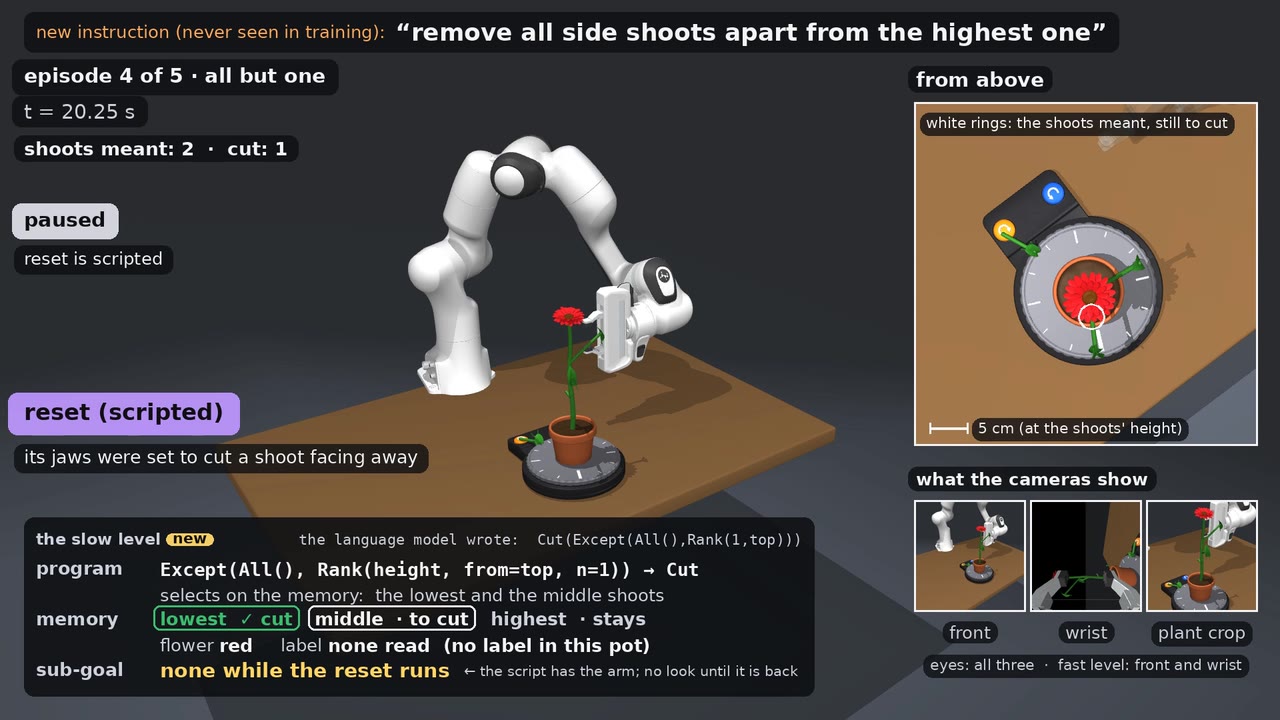 new instruction (never seen in training): “remove all side shoots apart from the highest one”
episode 4 of 5 · all but one
t = 20.25 s
shoots meant: 2 · cut: 1
paused
reset is scripted
reset (scripted)
its jaws were set to cut a shoot facing away
from above
white rings: the shoots meant, still to cut
5 cm (at the shoots' height)
what the cameras show
front
wrist
plant crop
eyes: all three · fast level: front and wrist
the slow level new the language model wrote: Cut(Except(All(),Rank(1,top)))
program Except(All(), Rank(height, from=top, n=1)) → Cut
selects on the memory: the lowest and the middle shoots
memory lowest ✓ cut middle · to cut highest · stays
flower red label none read (no label in this pot)
sub-goal none while the reset runs ← the script has the arm; no look until it is back